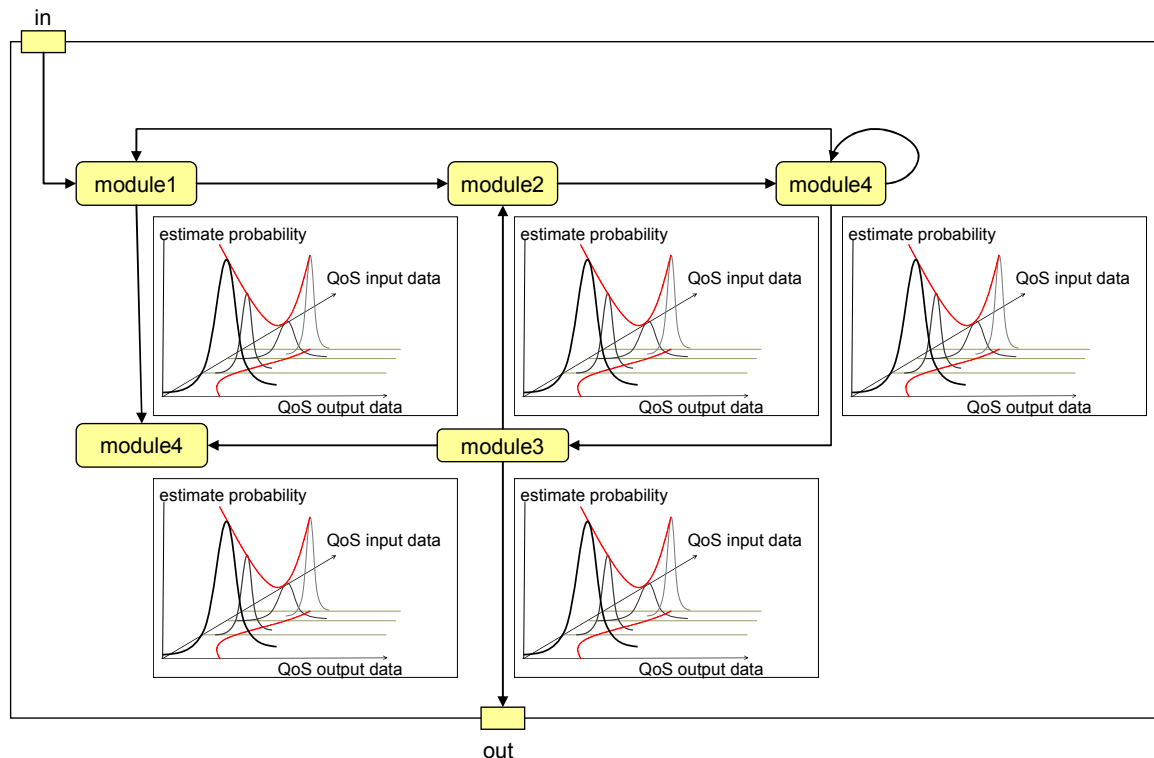 in
module1
module2
module4
estimate probability
QoS input data
QoS output data
estimate probability
QoS input data
QoS output data
estimate probability
QoS input data
QoS output data
module4
module3
estimate probability
QoS input data
QoS output data
estimate probability
QoS input data
QoS output data
out